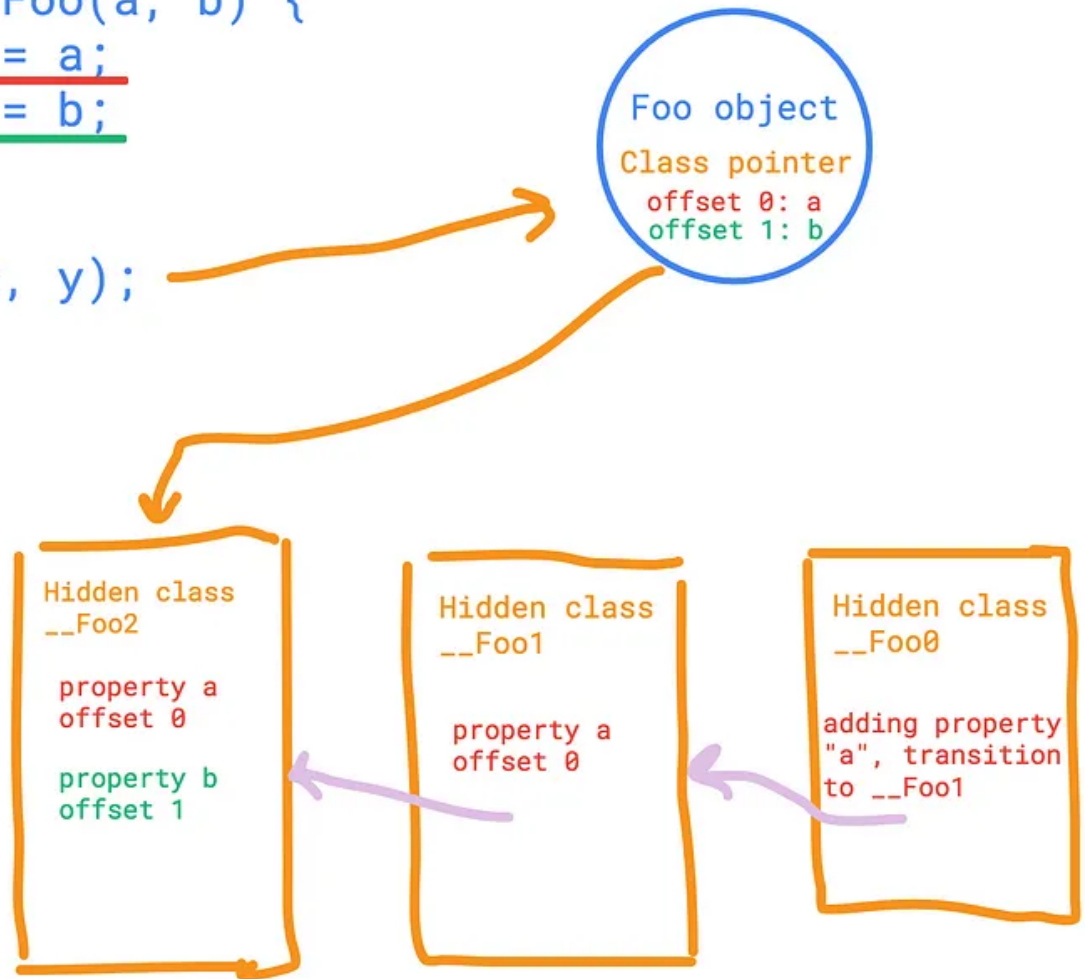 Foo(a, b) {
= a;
= b;
, y);
Foo object
Class pointer
offset 0: a
offset 1: b
Hidden class
__Foo2
property a
offset 0
property b
offset 1
Hidden class
__Foo1
property a
offset 0
Hidden class
__Foo0
adding property
"a", transition
to __Foo1